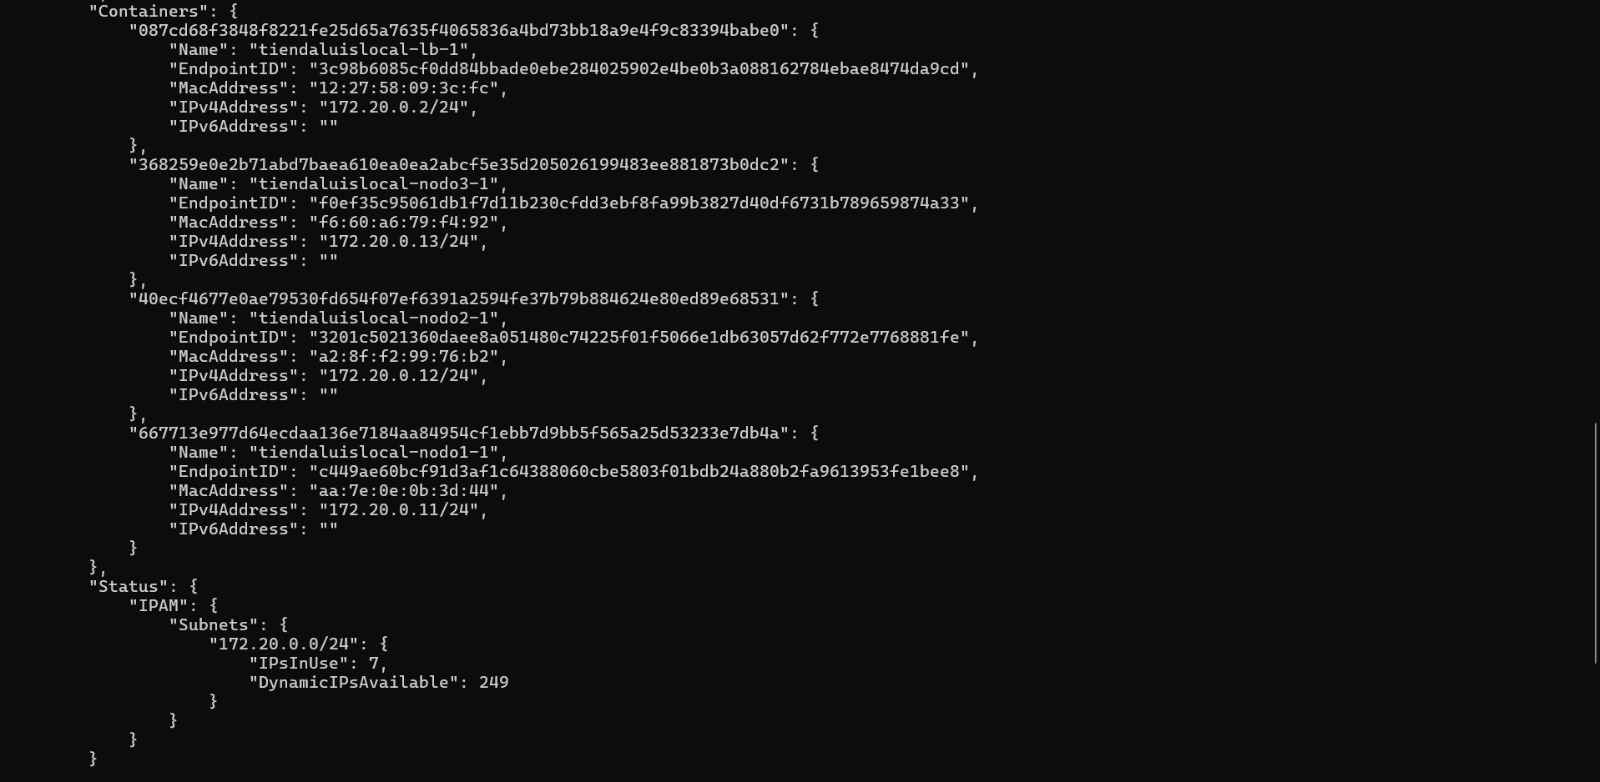 "Containers": {
"087cd68f3848f8221fe25d65a7635f4065836a4bd73bb18a9e4f9c83394babe0": {
"Name": "tiendaluislocal-lb-1",
"EndpointID": "3c98b6085cf0dd84bbade0ebe284025902e4be0b3a088162784ebae8474da9cd",
"MacAddress": "12:27:58:09:3c:fc",
"IPv4Address": "172.20.0.2/24",
"IPv6Address": ""
},
"368259e0e2b71abd7baea610ea0ea2abcf5e35d205026199483ee881873b0dc2": {
"Name": "tiendaluislocal-nodo3-1",
"EndpointID": "f0ef35c95061db1f7d11b230cfdd3ebf8fa99b3827d40df6731b789659874a33",
"MacAddress": "f6:60:a6:79:f4:92",
"IPv4Address": "172.20.0.13/24",
"IPv6Address": ""
},
"40ecf4677e0ae79530fd654f07ef6391a2594fe37b79b884624e80ed89e68531": {
"Name": "tiendaluislocal-nodo2-1",
"EndpointID": "3201c5021360daee8a051480c74225f01f5066e1db63057d62f772e7768881fe",
"MacAddress": "a2:8f:f2:99:76:b2",
"IPv4Address": "172.20.0.12/24",
"IPv6Address": ""
},
"667713e977d64ecdaa136e7184aa84954cf1ebb7d9bb5f565a25d53233e7db4a": {
"Name": "tiendaluislocal-nodo1-1",
"EndpointID": "c449ae60bcf91d3af1c64388060cbe5803f01bdb24a880b2fa9613953fe1bee8",
"MacAddress": "aa:7e:0e:0b:3d:44",
"IPv4Address": "172.20.0.11/24",
"IPv6Address": ""
}
},
"Status": {
"IPAM": {
"Subnets": {
"172.20.0.0/24": {
"IPsInUse": 7,
"DynamicIPsAvailable": 249
}
}
}
}